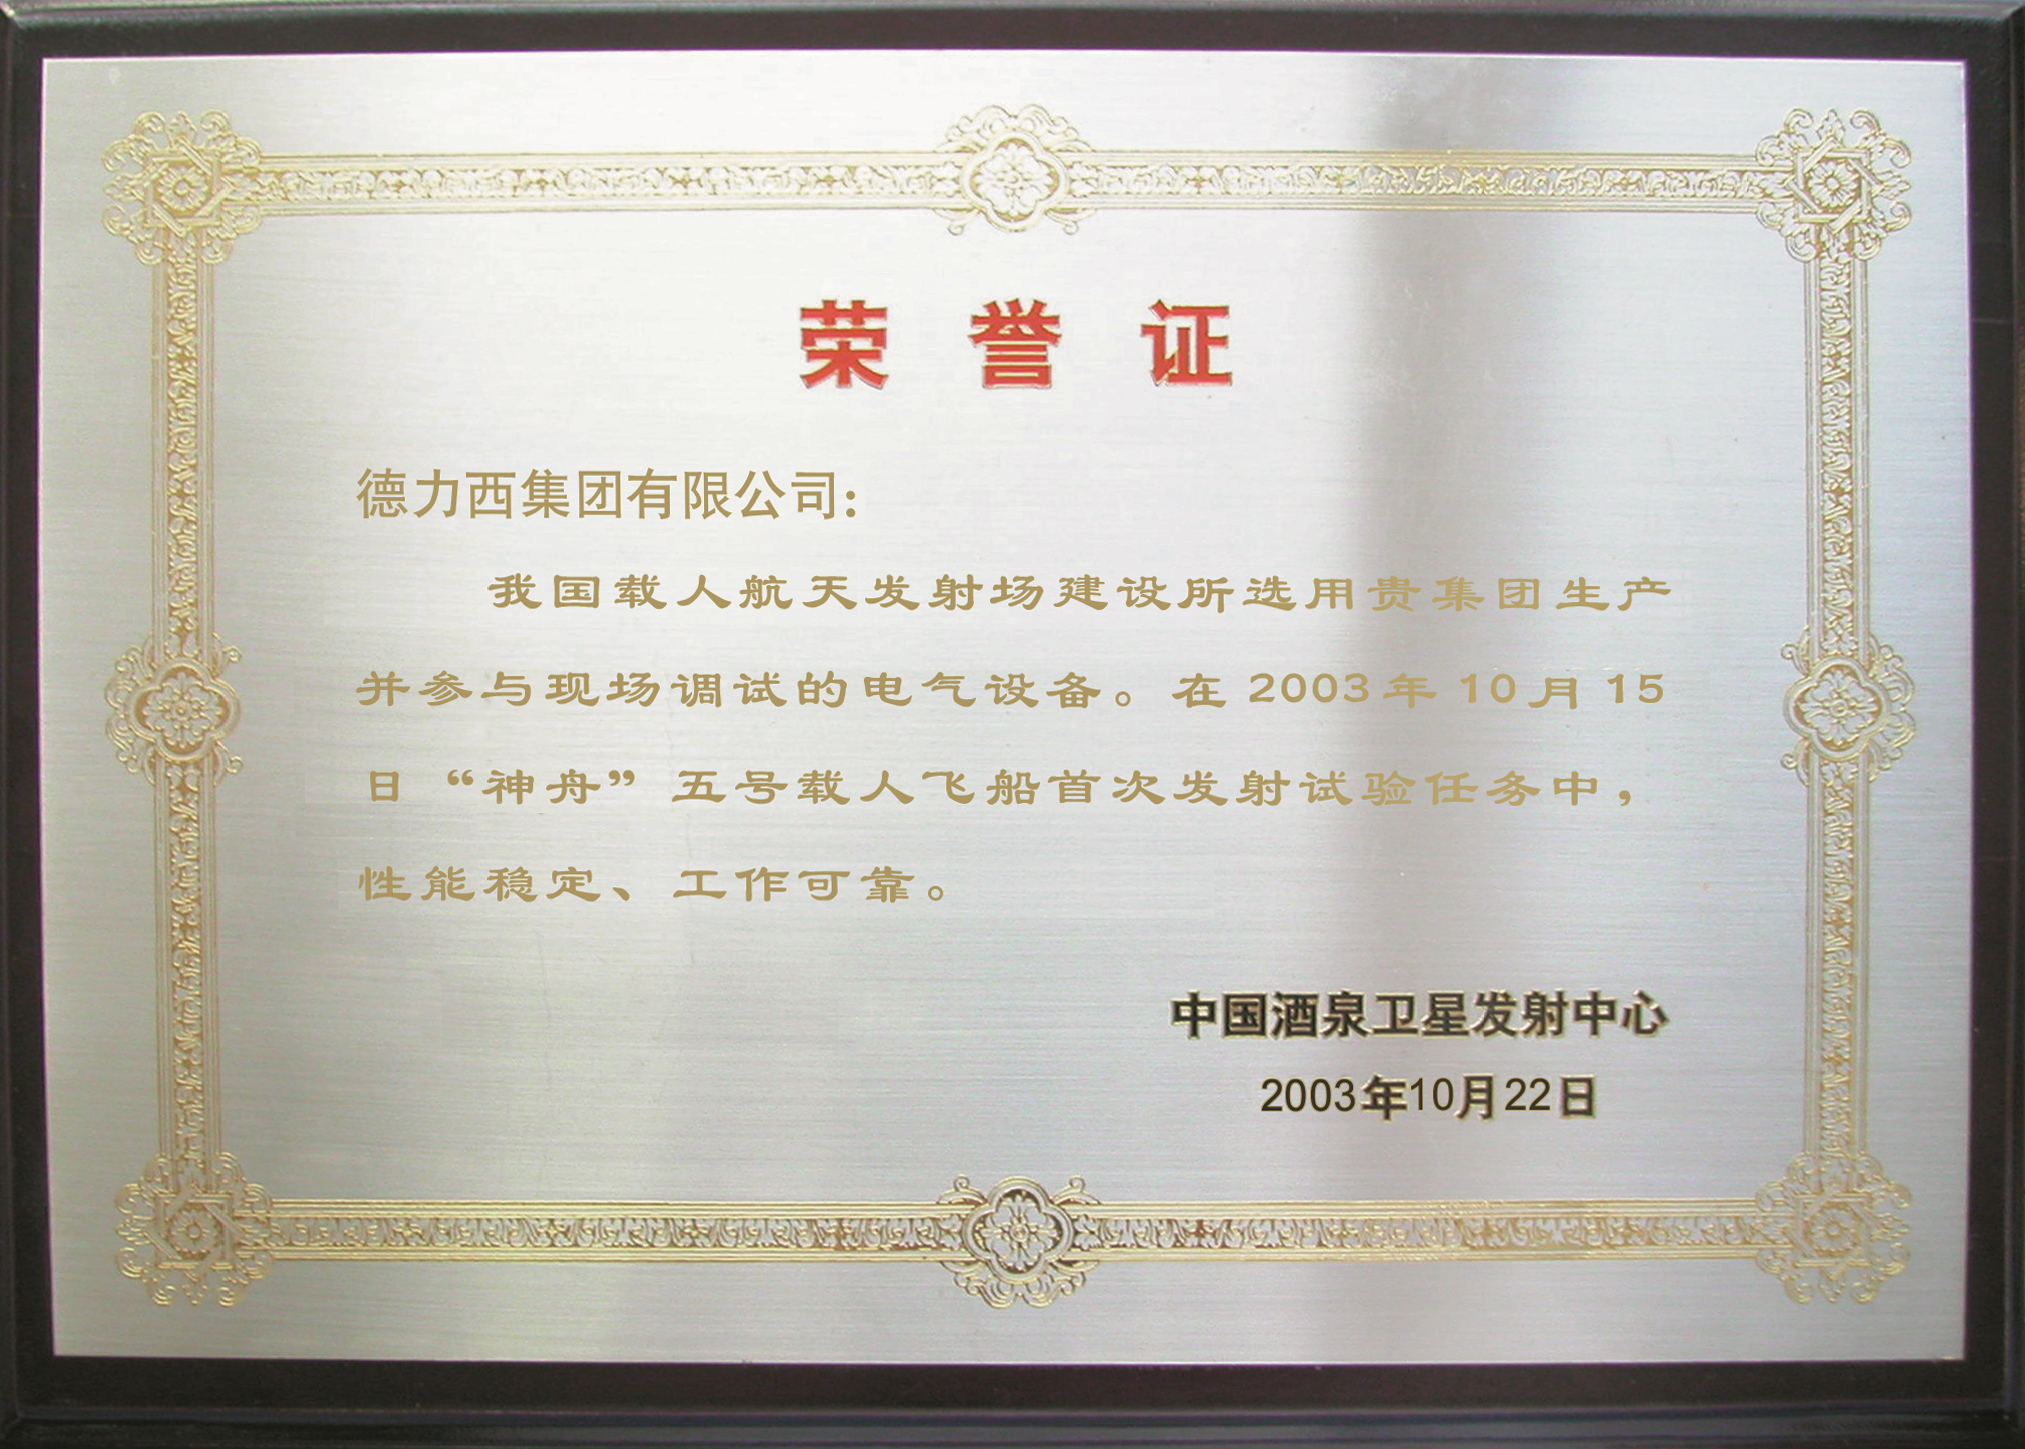 荣誉证
德力西集团有限公司:
我国载人航天发射场建设所选用贵集团生产
并参与现场调试的电气设备。在2003年10月15
日“神舟”五号载人飞船首次发射试验任务中，
性能稳定、工作可靠。
中国酒泉卫星发射中心
2003年10月22日